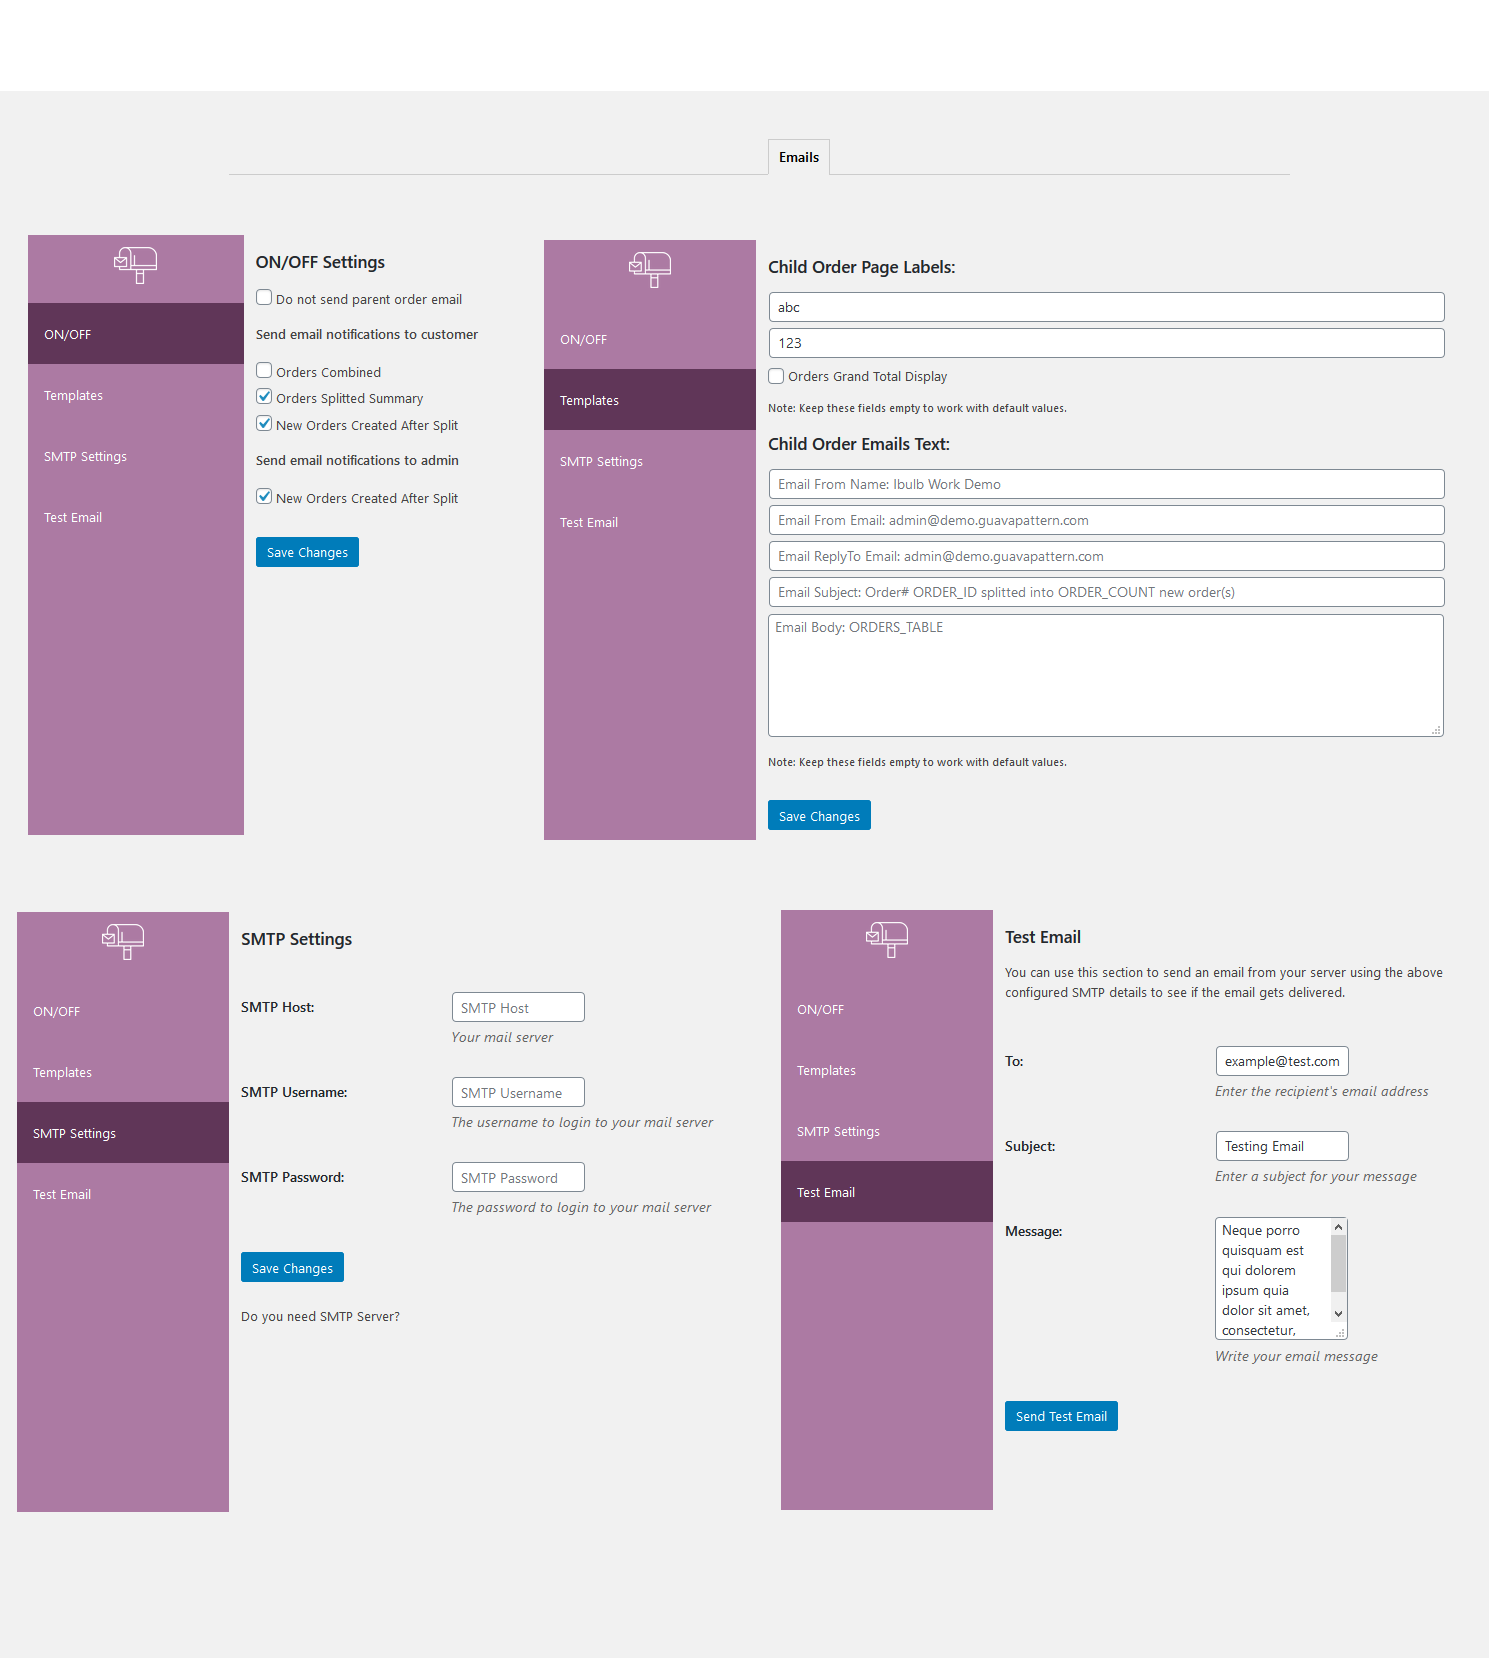 Emails
ON/OFF
Templates
SMTP Settings
Test Email
ON/OFF Settings
Do not send parent order email
Send email notifications to customer
Orders Combined
Orders Splitted Summary
New Orders Created After Split
Send email notifications to admin
New Orders Created After Split
Save Changes
ON/OFF
Templates
SMTP Settings
Test Email
Child Order Page Labels:
abc
123
Orders Grand Total Display
Note: Keep these fields empty to work with default values.
Child Order Emails Text:
Email From Name: Ibulb Work Demo
Email From Email: admin@demo.guavapattern.com
Email ReplyTo Email: admin@demo.guavapattern.com
Email Subject: Order# ORDER_ID splitted into ORDER_COUNT new order(s)
Email Body: ORDERS_TABLE
Note: Keep these fields empty to work with default values.
Save Changes
ON/OFF
Templates
SMTP Settings
Test Email
SMTP Settings
SMTP Host:
SMTP Host
Your mail server
SMTP Username:
SMTP Username
The username to login to your mail server
SMTP Password:
SMTP Password
The password to login to your mail server
Save Changes
Do you need SMTP Server?
ON/OFF
Templates
SMTP Settings
Test Email
Test Email
You can use this section to send an email from your server using the above
configured SMTP details to see if the email gets delivered.
To:
example@test.com
Enter the recipient's email address
Subject:
Testing Email
Enter a subject for your message
Message:
Neque porro
quisquam est
qui dolorem
ipsum quia
dolor sit amet,
consectetur,
Write your email message
Send Test Email